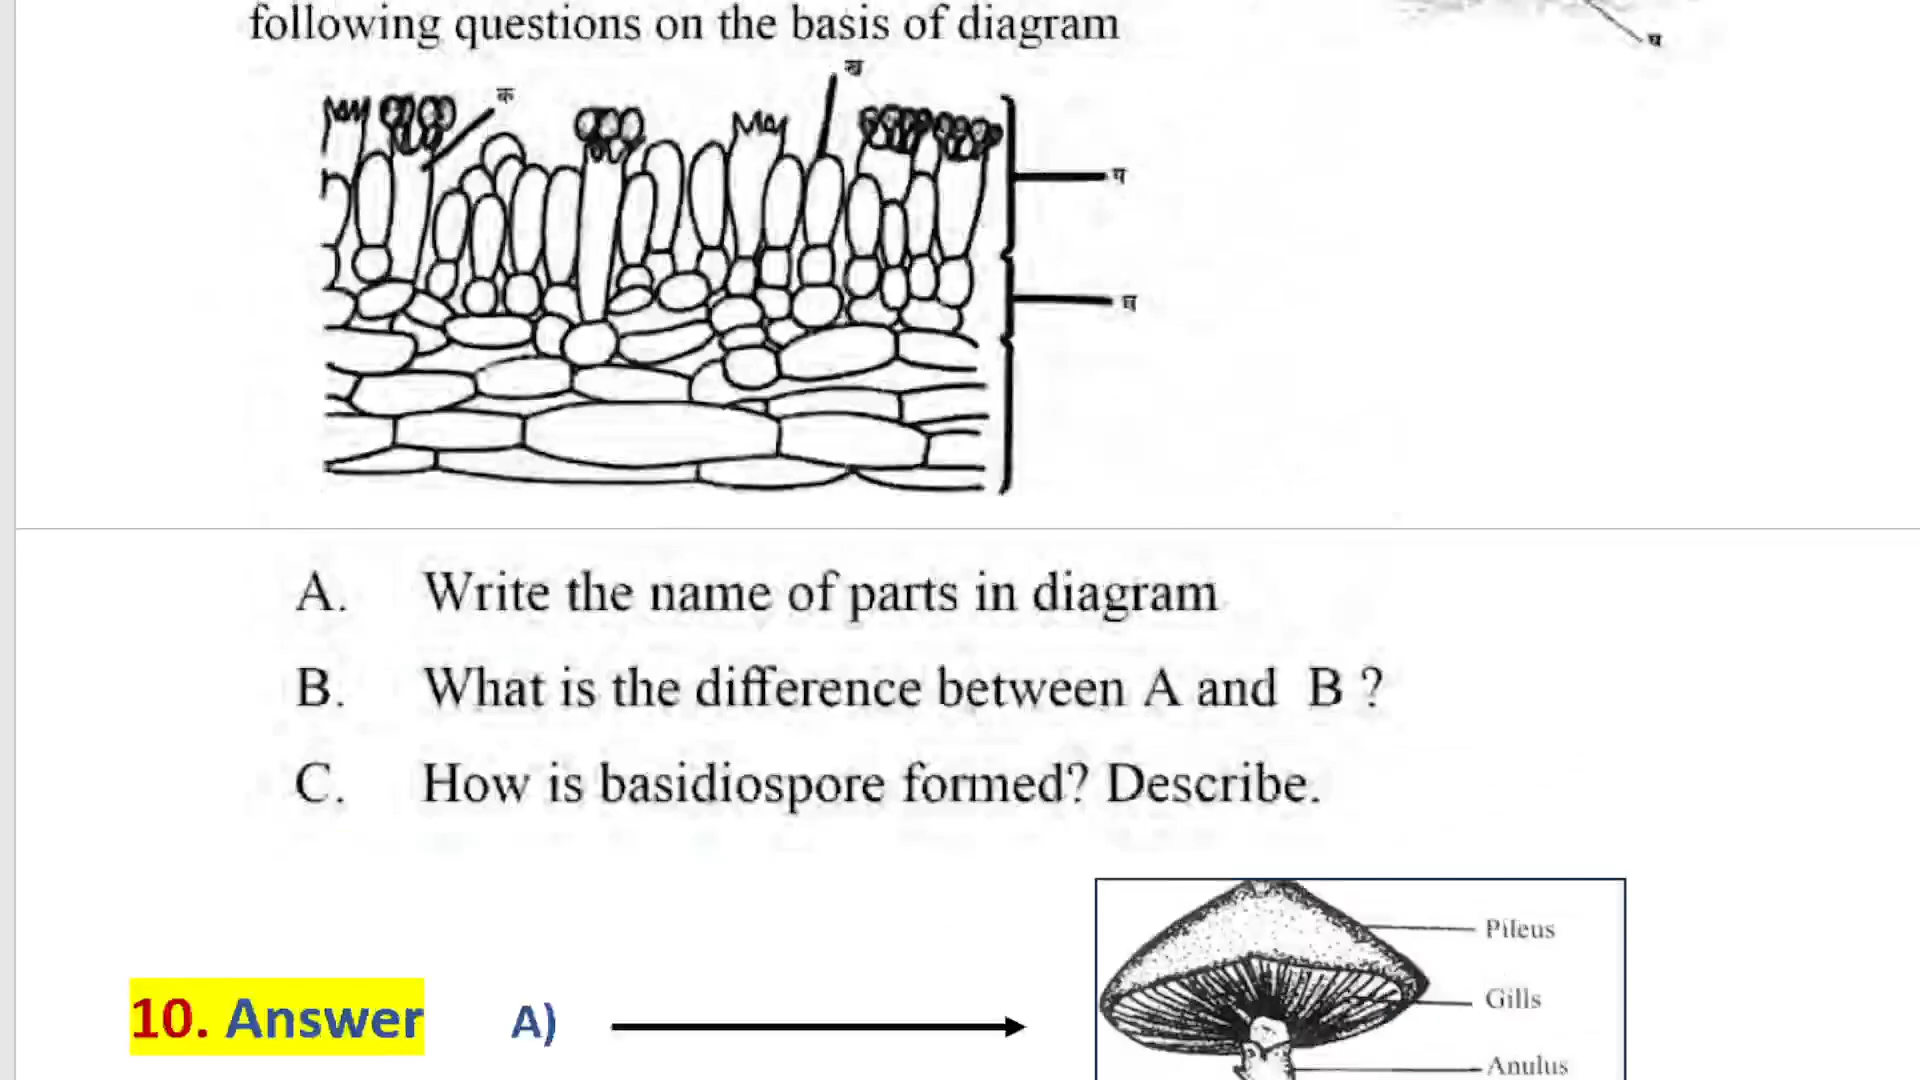 following questions on the basis of diagram
घ
क
ख
ग
घ
A. Write the name of parts in diagram
B. What is the difference between A and B ?
C. How is basidiospore formed? Describe.
Pileus
Gills
10. Answer A)
Anulus